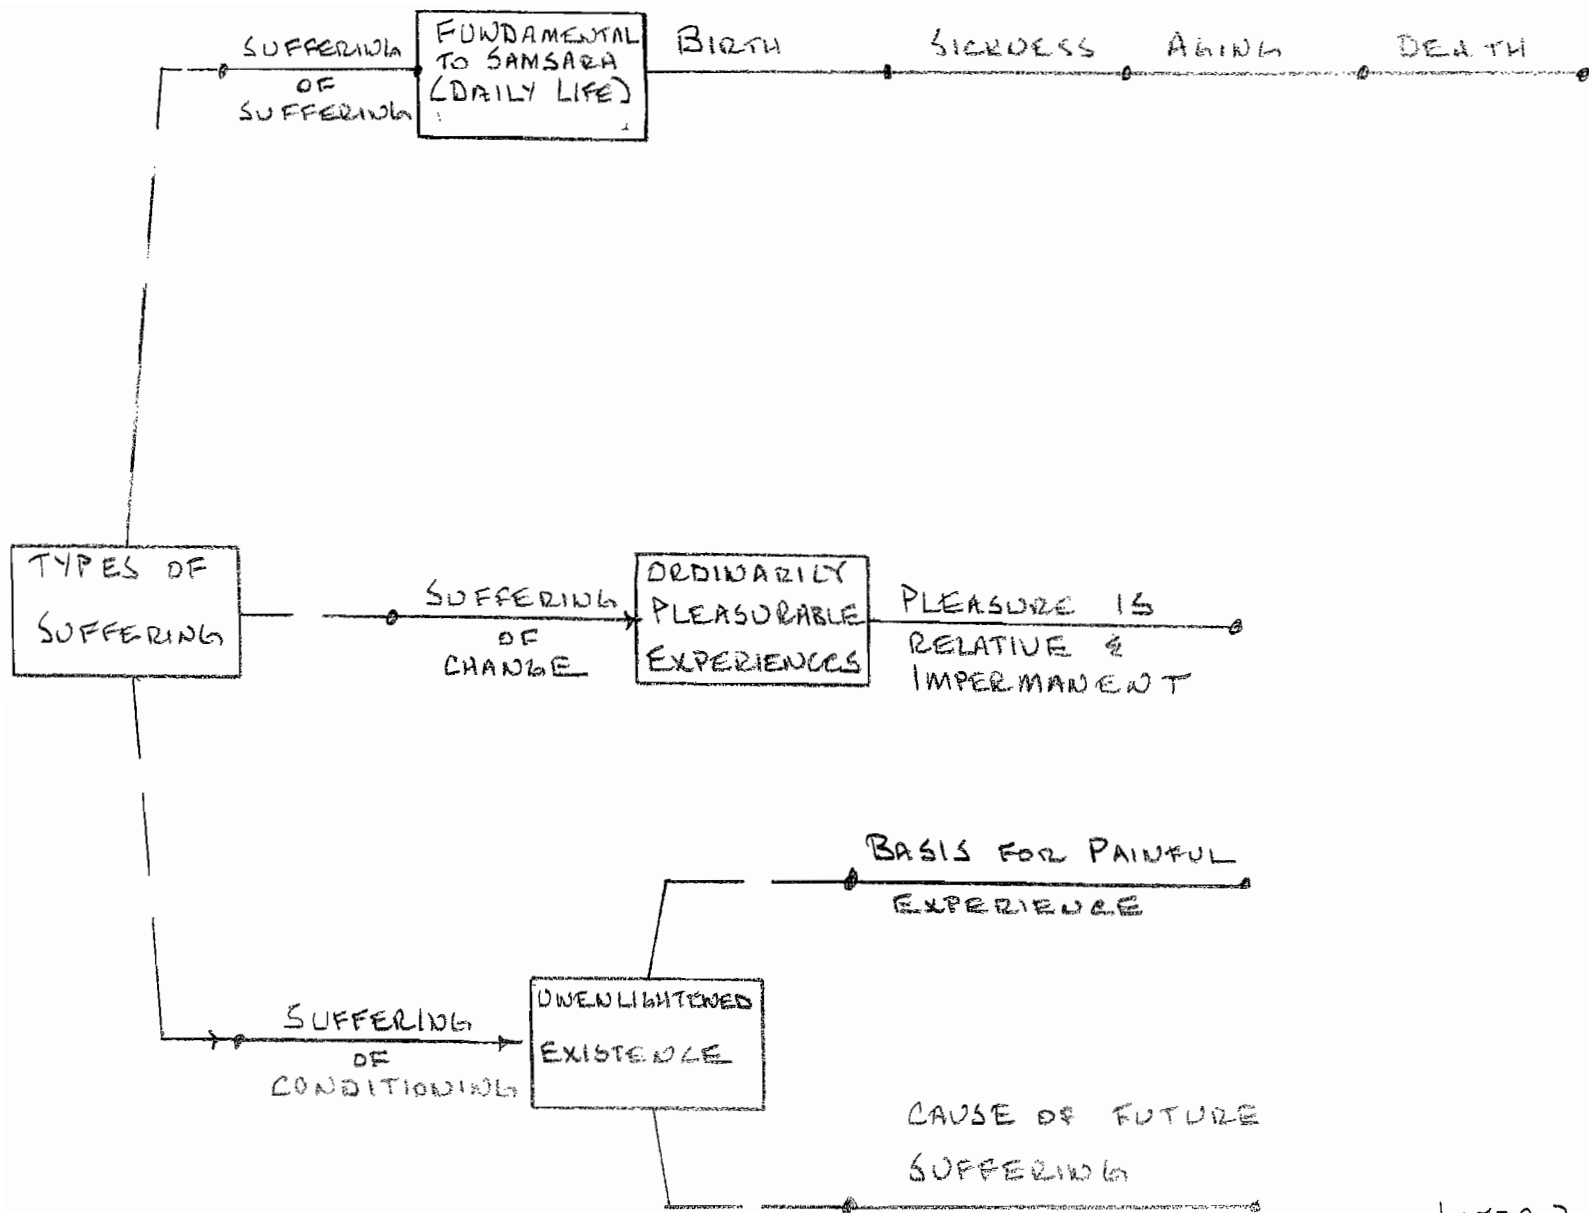 SUFFERING
OF
SUFFERING
FUNDAMENTAL
TO SAMSARA
(DAILY LIFE)
BIRTH
SICKNESS
AGING
DEATH
TYPES OF
SUFFERING
SUFFERING
OF
CHANGE
ORDINARILY
PLEASURABLE
EXPERIENCES
PLEASURE IS
RELATIVE &
IMPERMANENT
BASIS FOR PAINFUL
EXPERIENCE
SUFFERING
OF
CONDITIONING
UNENLIGHTENED
EXISTENCE
CAUSE OF FUTURE
SUFFERING